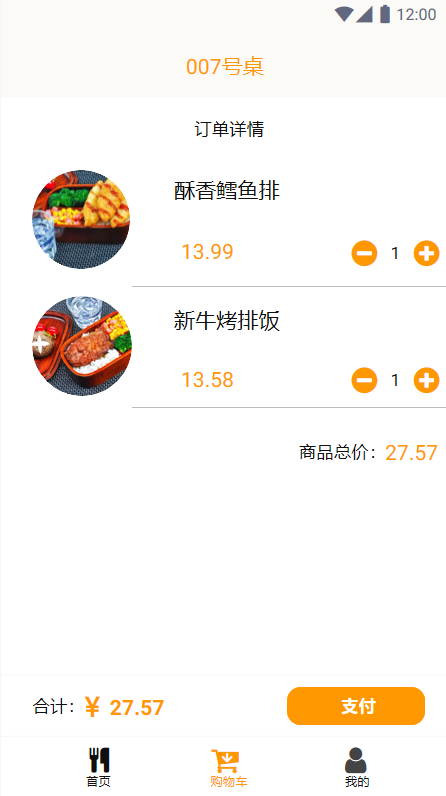 12:00
007号桌
订单详情
酥香鳕鱼排
13.99
1
新牛烤排饭
13.58
1
商品总价：27.57
合计：¥ 27.57
支付
首页 购物车 我的